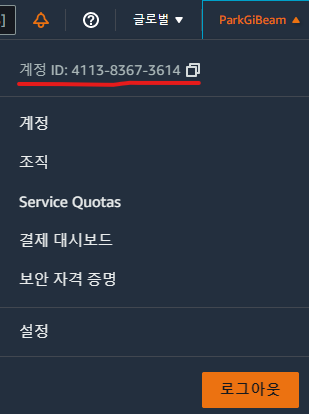 ] 글로벌 ▼ ParkGiBeam ▲
계정 ID: 4113-8367-3614
계정
조직
Service Quotas
결제 대시보드
보안 자격 증명
설정
로그아웃